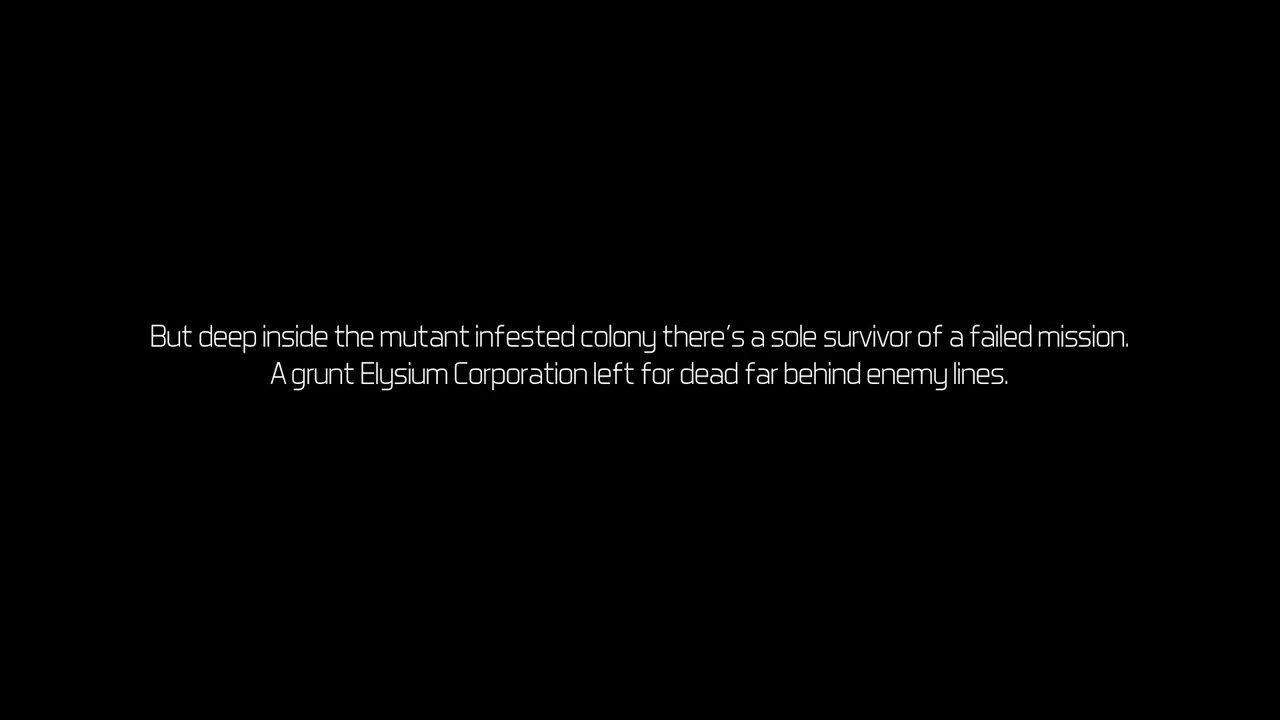 But deep inside the mutant infested colony there's a sole survivor of a failed mission.
A grunt Elysium Corporation left for dead far behind enemy lines.